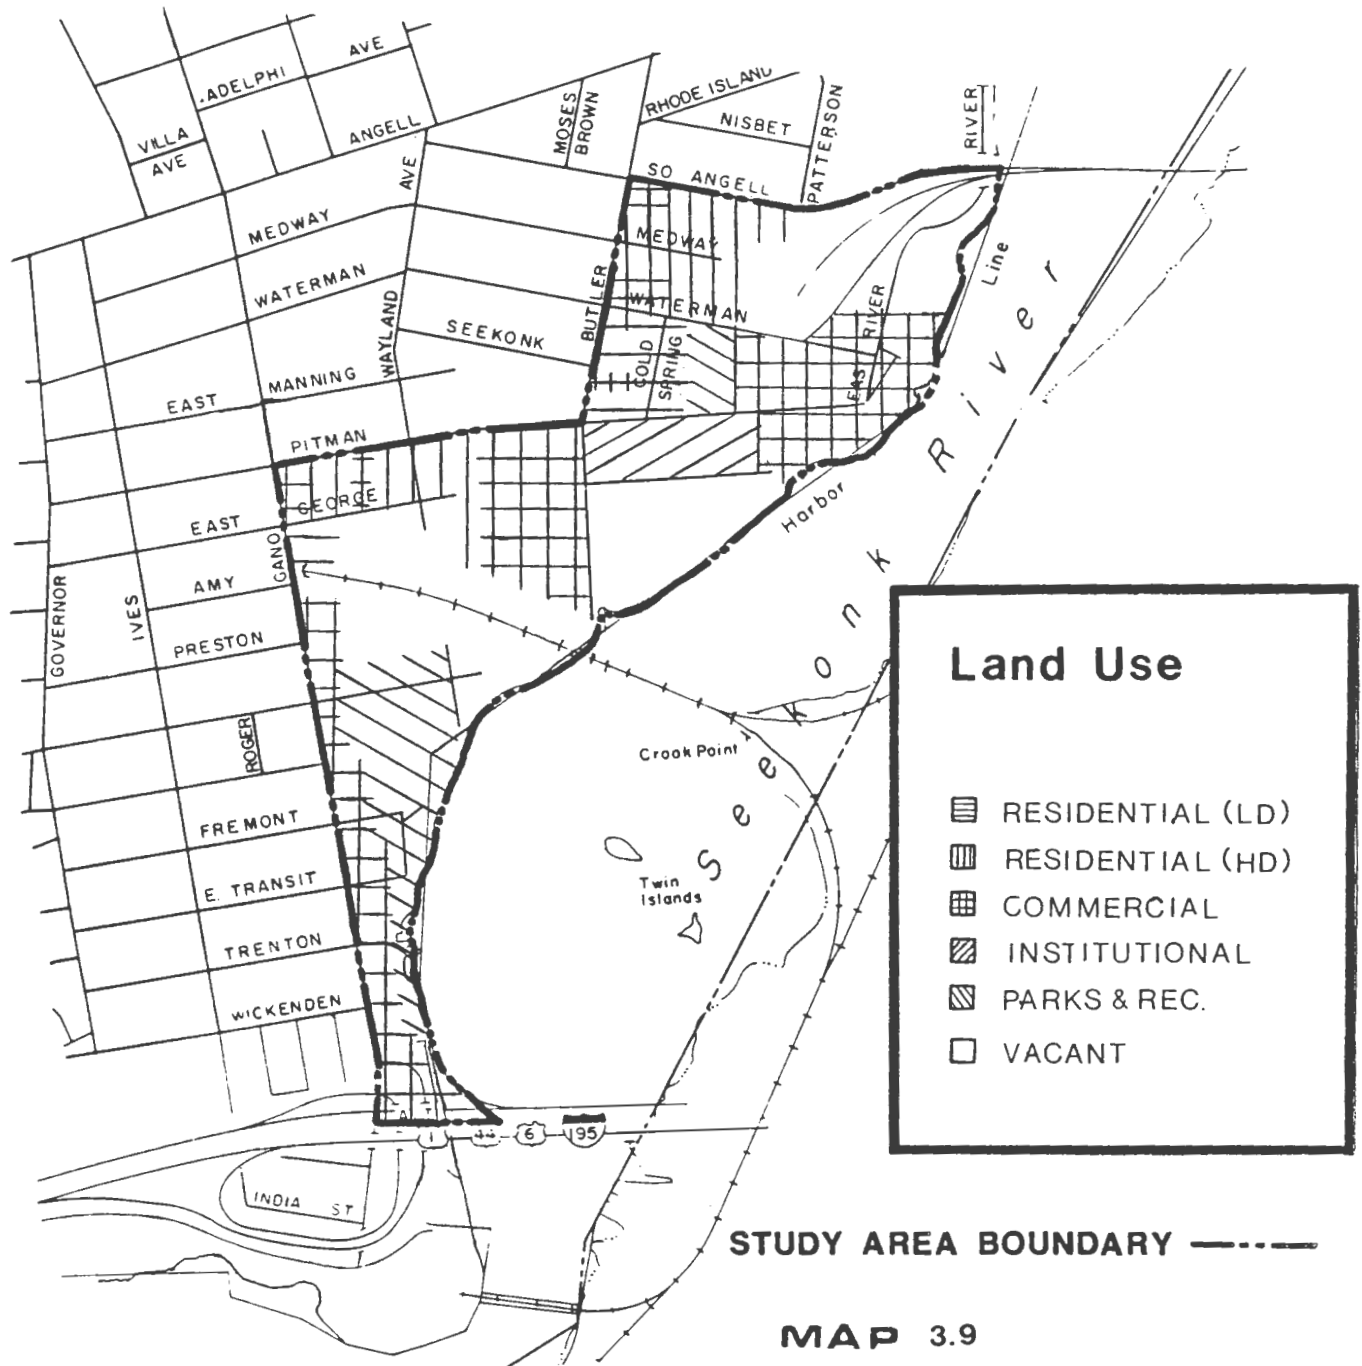 AVE
ADELPHI
VILLA
AVE
ANGELL
AVE
MOSES
BROWN
RHODE ISLAND
NISBET
PATTERSON
RIVER
SO ANGELL
MEDWAY
MEDWAY
WATERMAN
WATERMAN
WAYLAND
SEEKONK
BUTLER
COLD
SPRING
EAS RIVER
Line
Harbor
EAST
MANNING
PITMAN
GEORGE
EAST
GANO
AMY
GOVERNOR
IVES
PRESTON
ROGER
FREMONT
E. TRANSIT
TRENTON
WICKENDEN
Seekonk River
Crook Point
Twin
Islands
1
44
6
195
INDIA ST
Land Use
RESIDENTIAL (LD)
RESIDENTIAL (HD)
COMMERCIAL
INSTITUTIONAL
PARKS & REC.
VACANT
STUDY AREA BOUNDARY
MAP 3.9